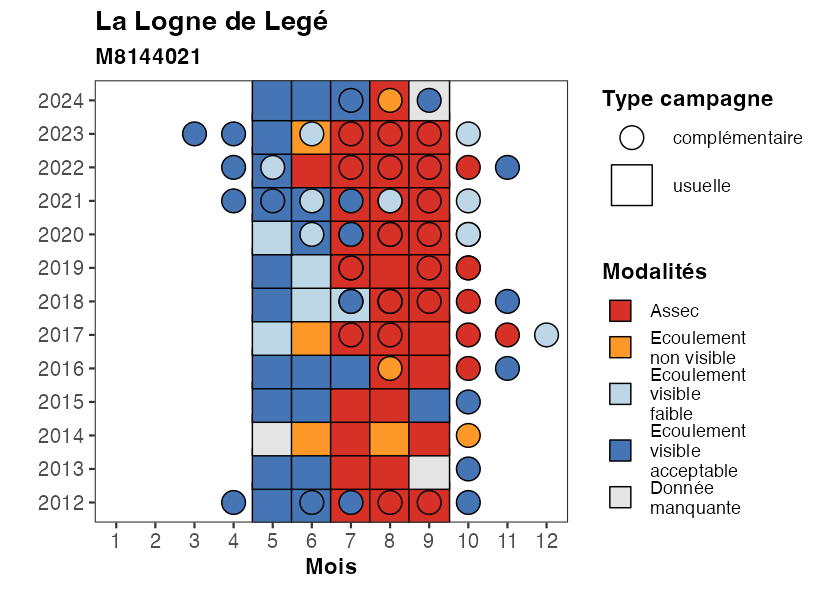 La Logne de Legé
M8144021
2024
2023
2022
2021
2020
2019
2018
2017
2016
2015
2014
2013
2012
1 2 3 4 5 6 7 8 9 10 11 12
Mois
Type campagne
complémentaire
usuelle
Modalités
Assec
Ecoulement
non visible
Ecoulement
visible
faible
Ecoulement
visible
acceptable
Donnée
manquante